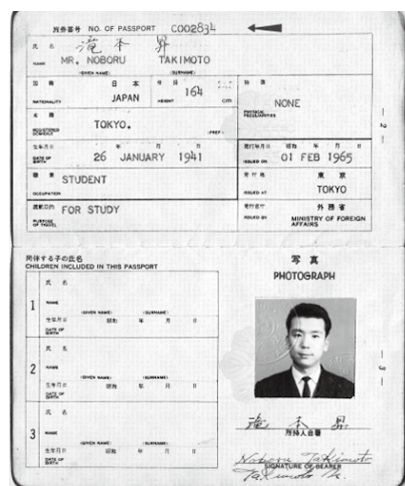 旅券番号 NO. OF PASSPORT C002834
氏 名 滝本 昇
NAME MR. NOBORU TAKIMOTO
(GIVEN NAME) (SURNAME)
国 籍 日 本 身 長
NATIONALITY JAPAN HEIGHT 164 cm
特 徴
PHYSICAL PECULIARITIES NONE
本 籍
REGISTERED DOMICILE TOKYO. (PREF.)
生年月日 年 月 日
DATE OF BIRTH 26 JANUARY 1941
発行年月日 昭和 年 月 日
ISSUED ON 01 FEB 1965
職 業
OCCUPATION STUDENT
発行地 東 京
ISSUED AT TOKYO
渡航目的
PURPOSE OF TRAVEL FOR STUDY
発行官庁 外 務 省
ISSUED BY MINISTRY OF FOREIGN AFFAIRS
— 2 —
同伴する子の氏名
CHILDREN INCLUDED IN THIS PASSPORT
1
氏 名
NAME
(GIVEN NAME) (SURNAME)
生年月日 昭和 年 月 日
DATE OF BIRTH
2
氏 名
NAME
(GIVEN NAME) (SURNAME)
生年月日 昭和 年 月 日
DATE OF BIRTH
3
氏 名
NAME
(GIVEN NAME) (SURNAME)
生年月日 昭和 年 月 日
DATE OF BIRTH
写 真
PHOTOGRAPH
滝本 昇
所持人自署
Noboru Takimoto
SIGNATURE OF BEARER
— 3 —